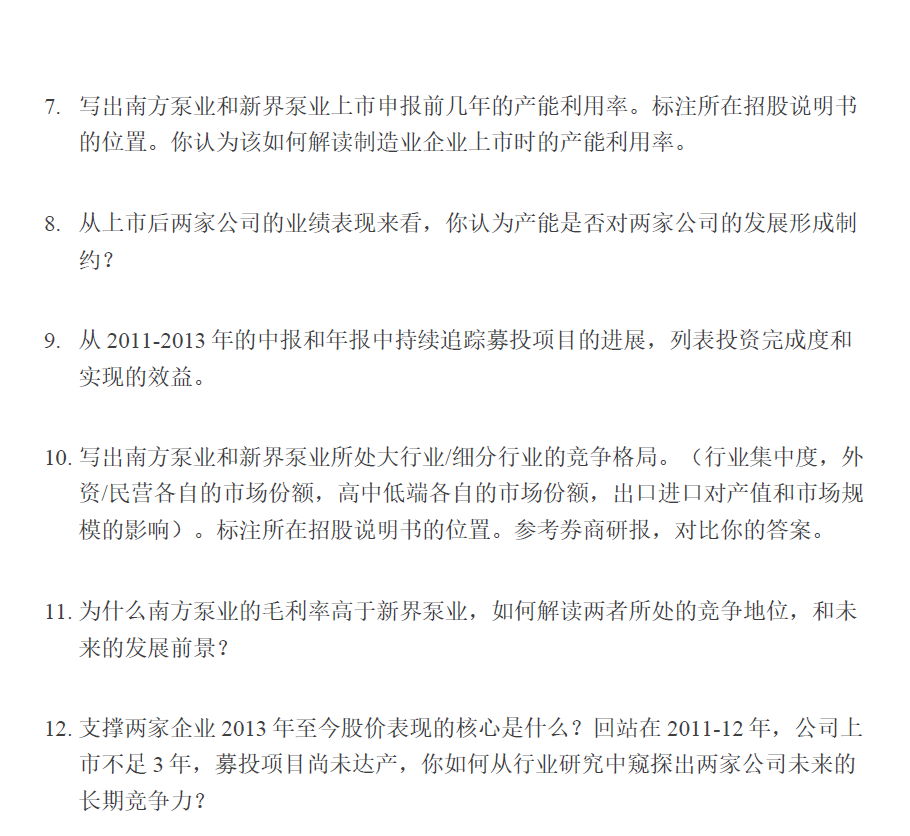 7. 写出南方泵业和新界泵业上市申报前几年的产能利用率。标注所在招股说明书
的位置。你认为该如何解读制造业企业上市时的产能利用率。
8. 从上市后两家公司的业绩表现来看，你认为产能是否对两家公司的发展形成制
约？
9. 从 2011-2013 年的中报和年报中持续追踪募投项目的进展，列表投资完成度和
实现的效益。
10. 写出南方泵业和新界泵业所处大行业/细分行业的竞争格局。（行业集中度，外
资/民营各自的市场份额，高中低端各自的市场份额，出口进口对产值和市场规
模的影响）。标注所在招股说明书的位置。参考券商研报，对比你的答案。
11. 为什么南方泵业的毛利率高于新界泵业，如何解读两者所处的竞争地位，和未
来的发展前景？
12. 支撑两家企业 2013 年至今股价表现的核心是什么？回站在 2011-12 年，公司上
市不足 3 年，募投项目尚未达产，你如何从行业研究中窥探出两家公司未来的
长期竞争力？